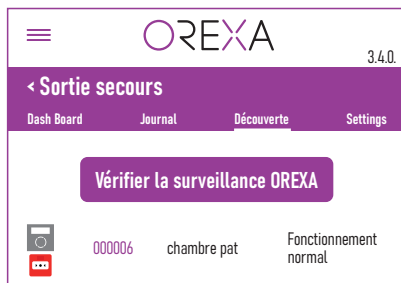 OREXA
3.4.0.
< Sortie secours
Dash Board Journal Découverte Settings
Vérifier la surveillance OREXA
000006 chambre pat Fonctionnement
normal